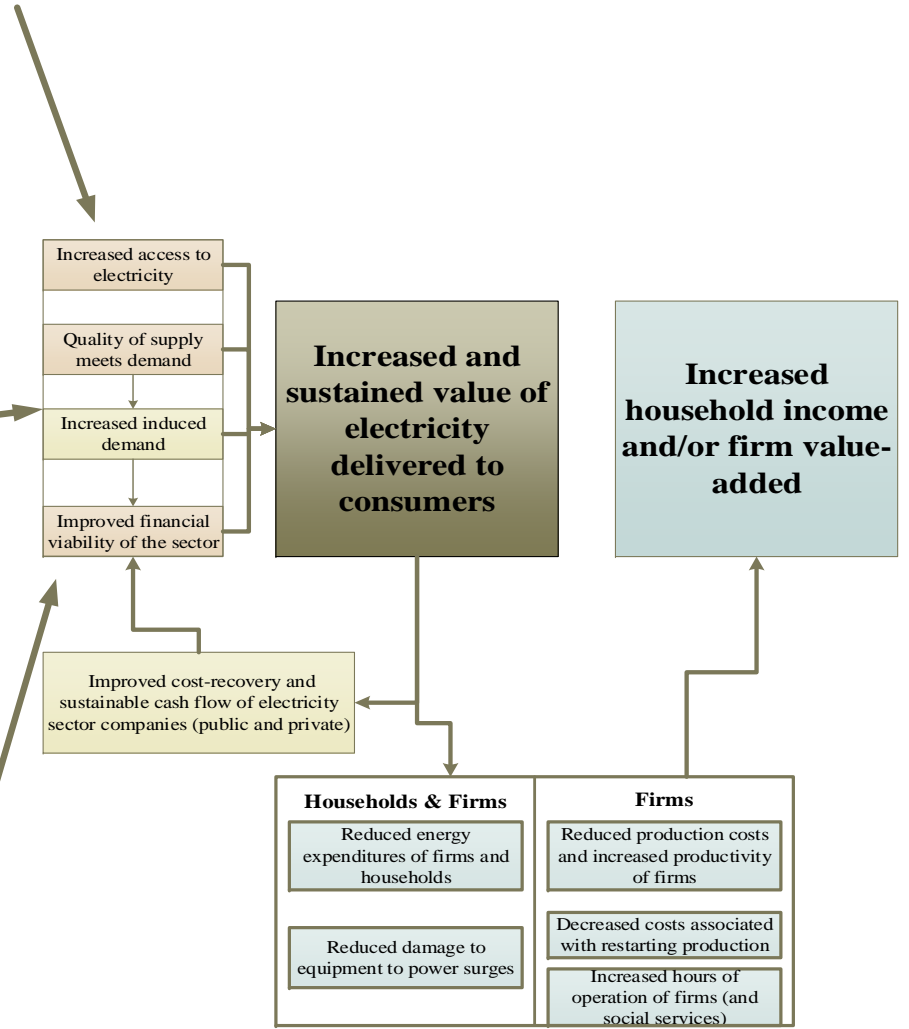 Increased access to
electricity
Quality of supply
meets demand
Increased induced
demand
Improved financial
viability of the sector
Increased and
sustained value of
electricity
delivered to
consumers
Increased
household income
and/or firm value-
added
Improved cost-recovery and
sustainable cash flow of electricity
sector companies (public and private)
Households & Firms
Reduced energy
expenditures of firms and
households
Reduced damage to
equipment to power surges
Firms
Reduced production costs
and increased productivity
of firms
Decreased costs associated
with restarting production
Increased hours of
operation of firms (and
social services)